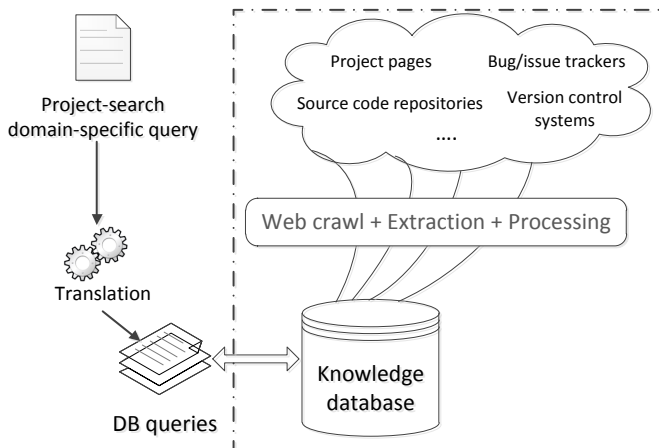 Project-search
domain-specific query
Translation
DB queries
Project pages
Bug/issue trackers
Source code repositories
Version control
systems
....
Web crawl + Extraction + Processing
Knowledge
database